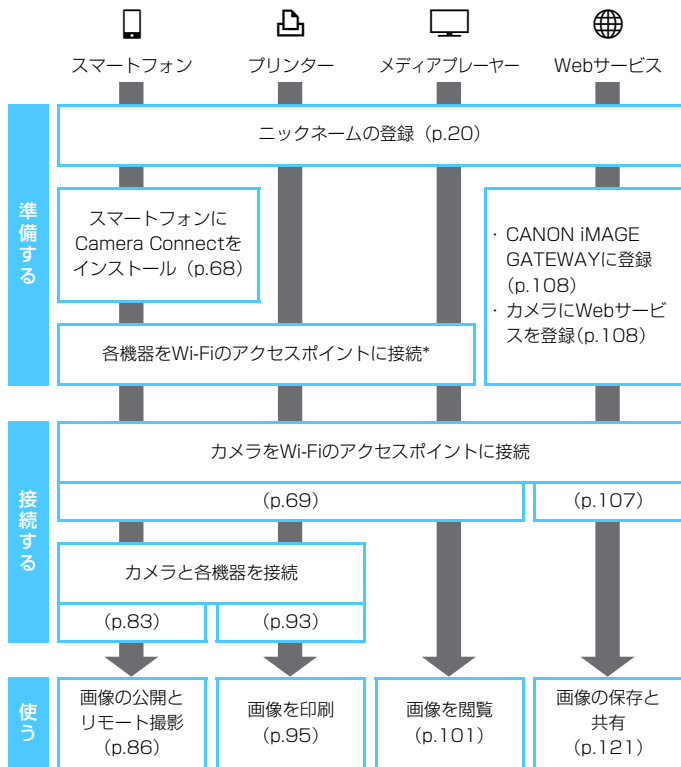 スマートフォン プリンター メディアプレーヤー Webサービス
準備する
ニックネームの登録（p.20）
スマートフォンに
Camera Connectを
インストール（p.68）
・ CANON iMAGE
GATEWAYに登録
（p.108）
・ カメラにWebサービ
スを登録（p.108）
各機器をWi-Fiのアクセスポイントに接続*
接続する
カメラをWi-Fiのアクセスポイントに接続
（p.69） （p.107）
カメラと各機器を接続
（p.83） （p.93）
使う
画像の公開と
リモート撮影
（p.86）
画像を印刷
（p.95）
画像を閲覧
（p.101）
画像の保存と
共有
（p.121）